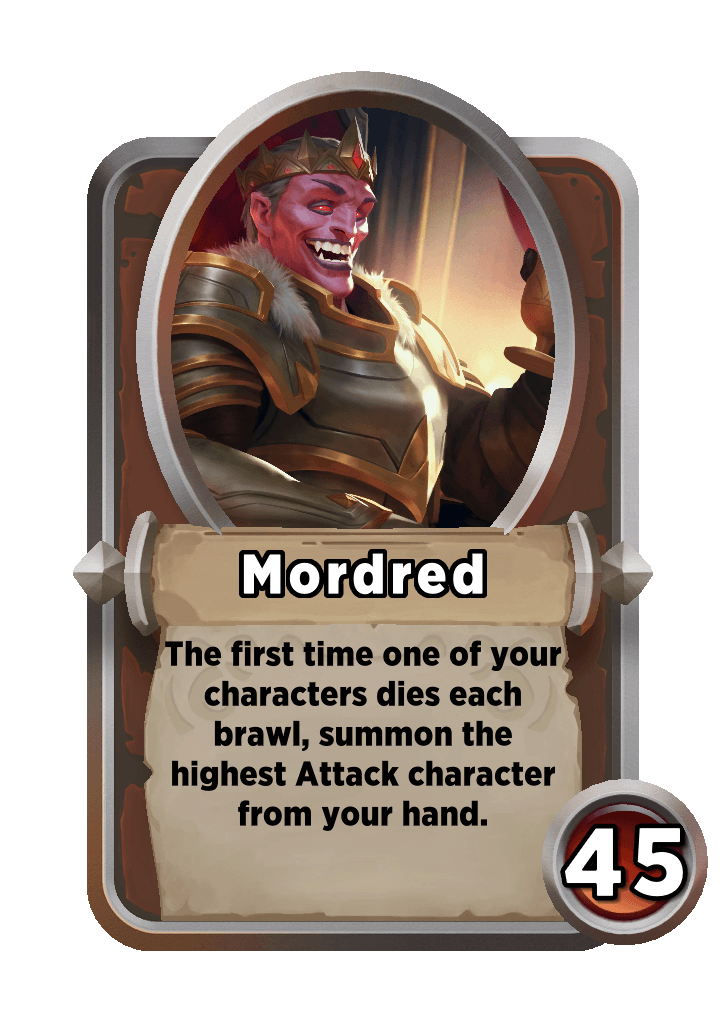 Mordred
The first time one of your
characters dies each
brawl, summon the
highest Attack character
from your hand.
45